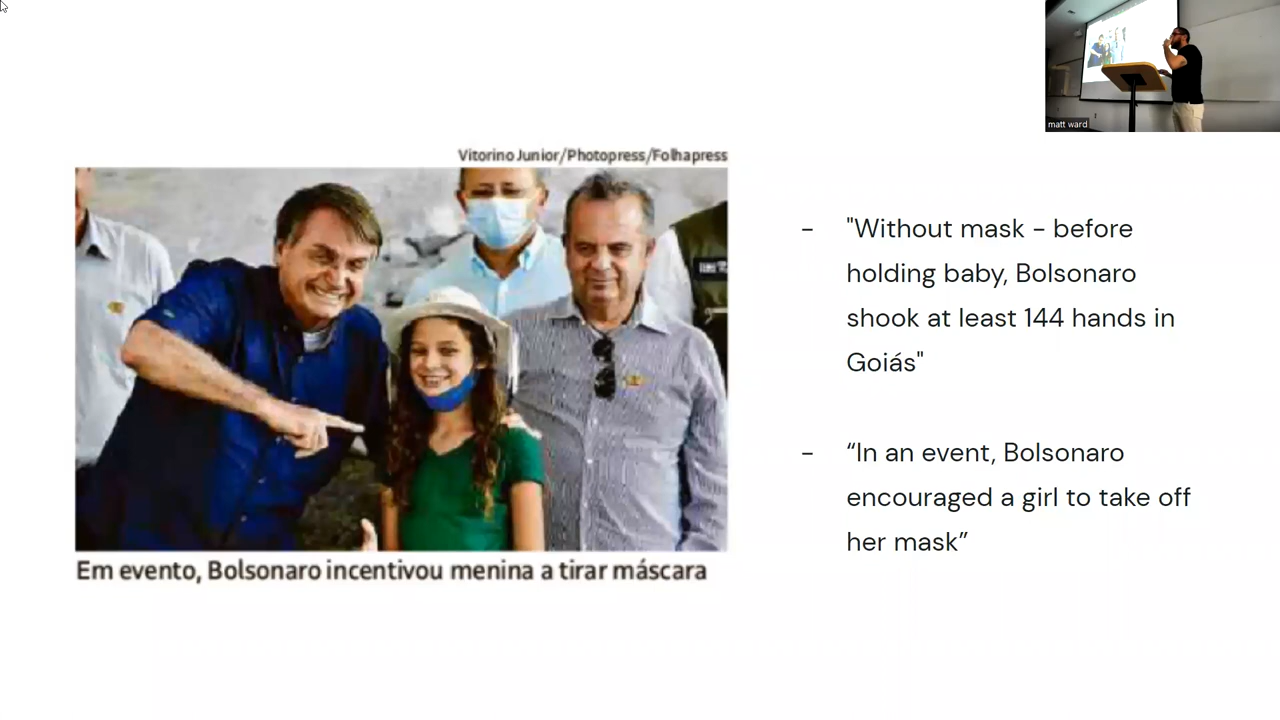 matt ward
Vitorino Junior/Photopress/Folhapress
Em evento, Bolsonaro incentivou menina a tirar máscara
- "Without mask - before
holding baby, Bolsonaro
shook at least 144 hands in
Goiás"
- “In an event, Bolsonaro
encouraged a girl to take off
her mask”